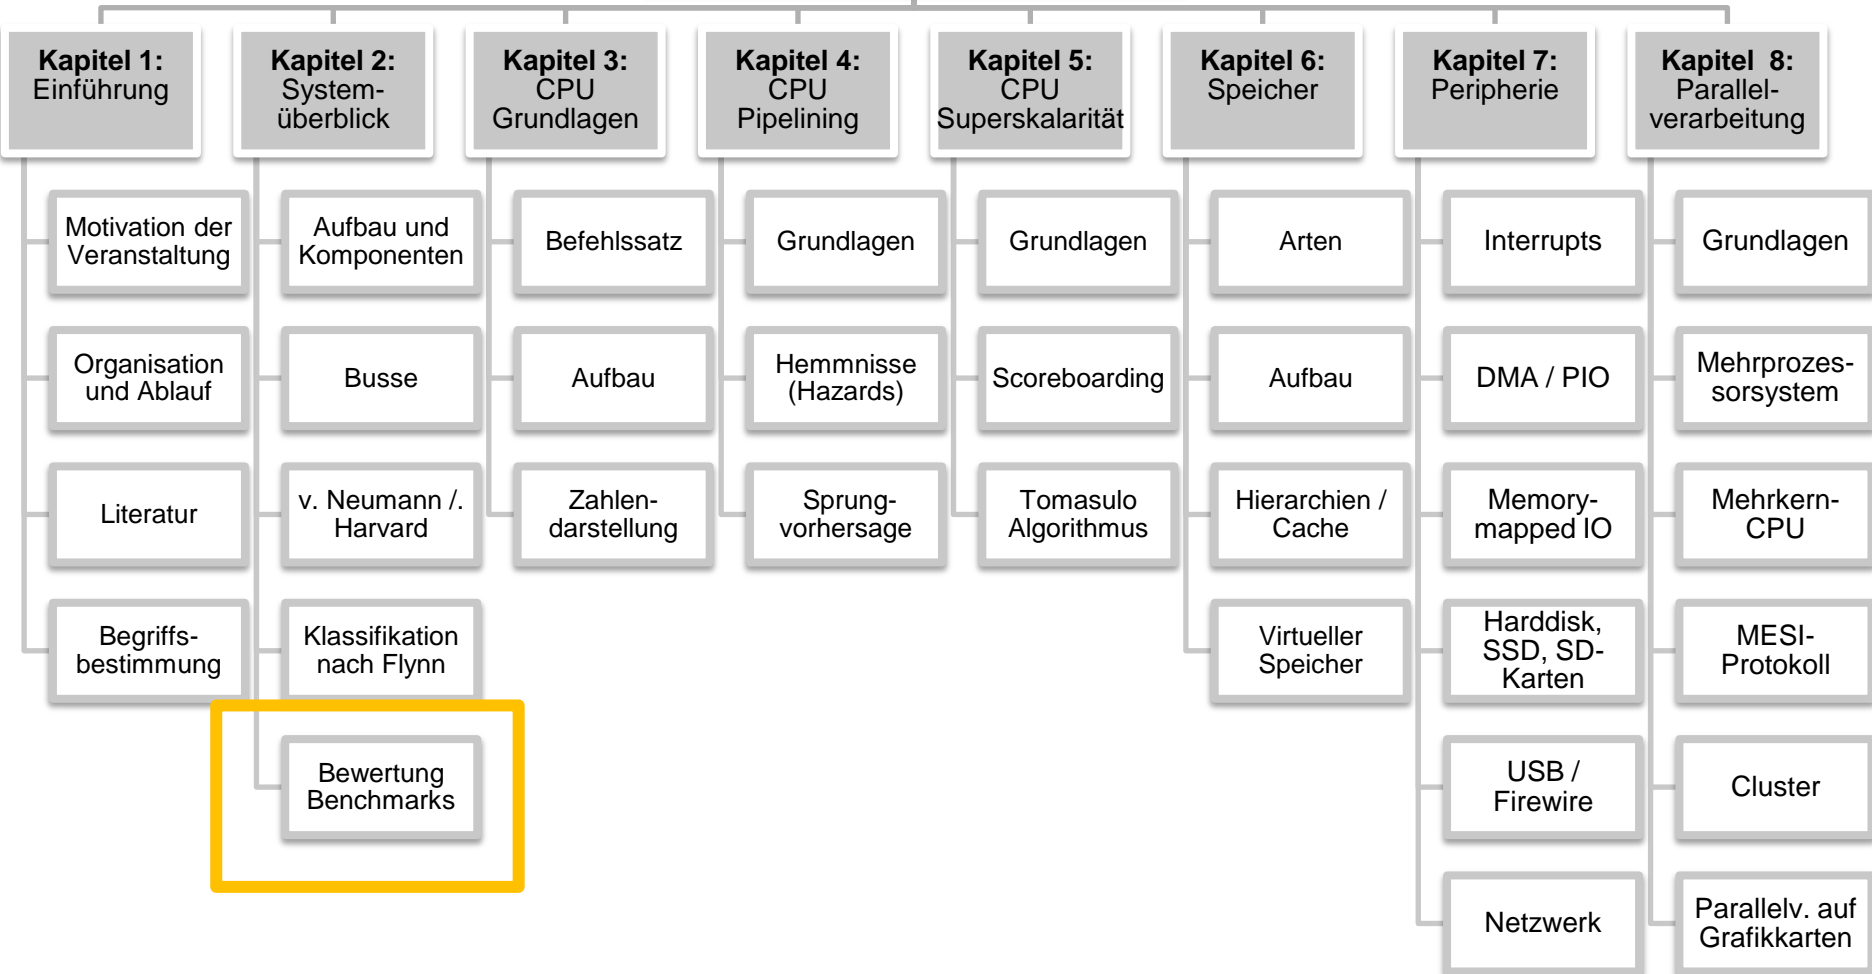 Kapitel 1:
Einführung
Motivation der
Veranstaltung
Organisation
und Ablauf
Literatur
Begriffs-
bestimmung
Kapitel 2:
System-
überblick
Aufbau und
Komponenten
Busse
v. Neumann /.
Harvard
Klassifikation
nach Flynn
Bewertung
Benchmarks
Kapitel 3:
CPU
Grundlagen
Befehlssatz
Aufbau
Zahlen-
darstellung
Kapitel 4:
CPU
Pipelining
Grundlagen
Hemmnisse
(Hazards)
Sprung-
vorhersage
Kapitel 5:
CPU
Superskalarität
Grundlagen
Scoreboarding
Tomasulo
Algorithmus
Kapitel 6:
Speicher
Arten
Aufbau
Hierarchien /
Cache
Virtueller
Speicher
Kapitel 7:
Peripherie
Interrupts
DMA / PIO
Memory-
mapped IO
Harddisk,
SSD, SD-
Karten
USB /
Firewire
Netzwerk
Kapitel 8:
Parallel-
verarbeitung
Grundlagen
Mehrprozes-
sorsystem
Mehrkern-
CPU
MESI-
Protokoll
Cluster
Parallelv. auf
Grafikkarten